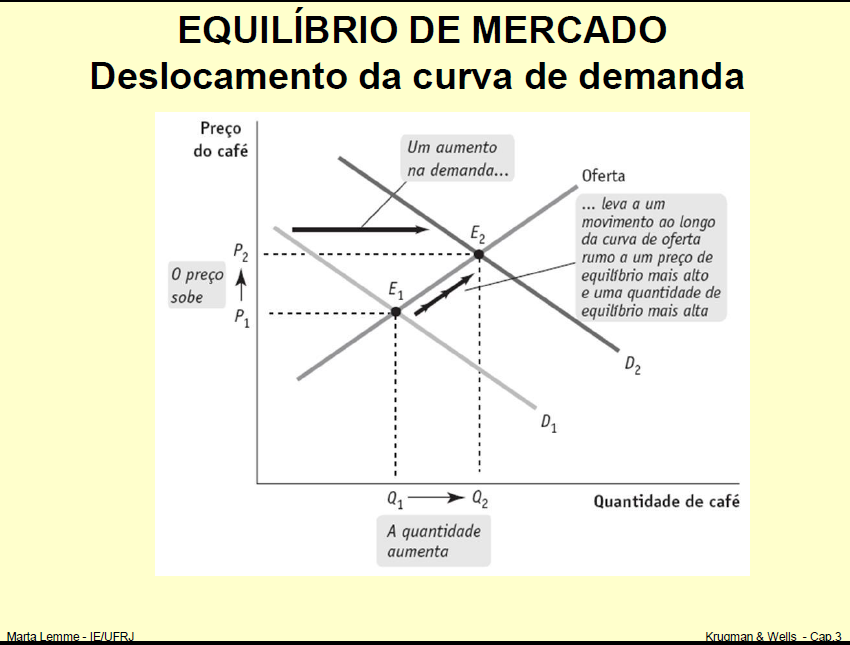 EQUILÍBRIO DE MERCADO
Deslocamento da curva de demanda
Preço
do café
Um aumento
na demanda...
Oferta
... leva a um
movimento ao longo
da curva de oferta
rumo a um preço de
equilíbrio mais alto
e uma quantidade de
equilíbrio mais alta
E2
P2
O preço
sobe
E1
P1
D2
D1
Q1
Q2
Quantidade de café
A quantidade
aumenta
Marta Lemme - IE/UFRJ
Krugman & Wells - Cap.3